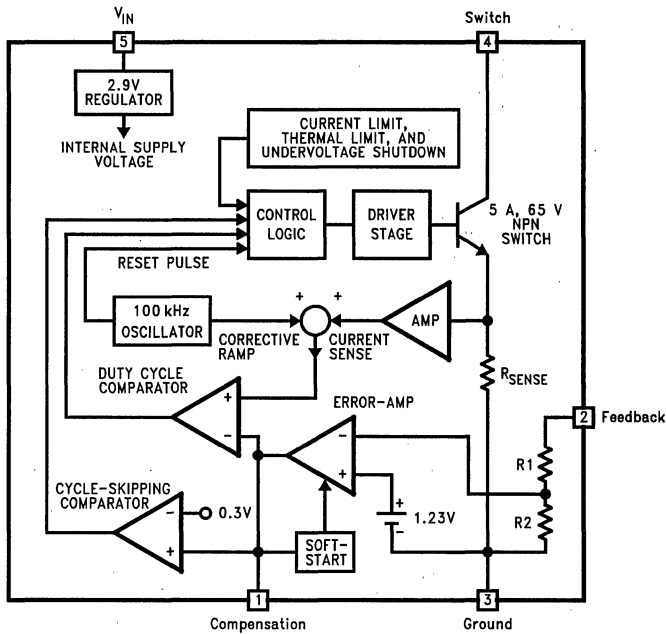 V_IN
Switch
5
4
2.9V
REGULATOR
INTERNAL SUPPLY
VOLTAGE
CURRENT LIMIT,
THERMAL LIMIT, AND
UNDERVOLTAGE SHUTDOWN
CONTROL
LOGIC
DRIVER
STAGE
5 A, 65 V
NPN
SWITCH
RESET PULSE
100 kHz
OSCILLATOR
+
+
CORRECTIVE
RAMP
CURRENT
SENSE
AMP
R_SENSE
DUTY CYCLE
COMPARATOR
+
-
ERROR-AMP
-
+
2
Feedback
R1
R2
CYCLE-SKIPPING
COMPARATOR
-
+
0.3V
SOFT-
START
+
-
1.23V
1
3
Compensation
Ground